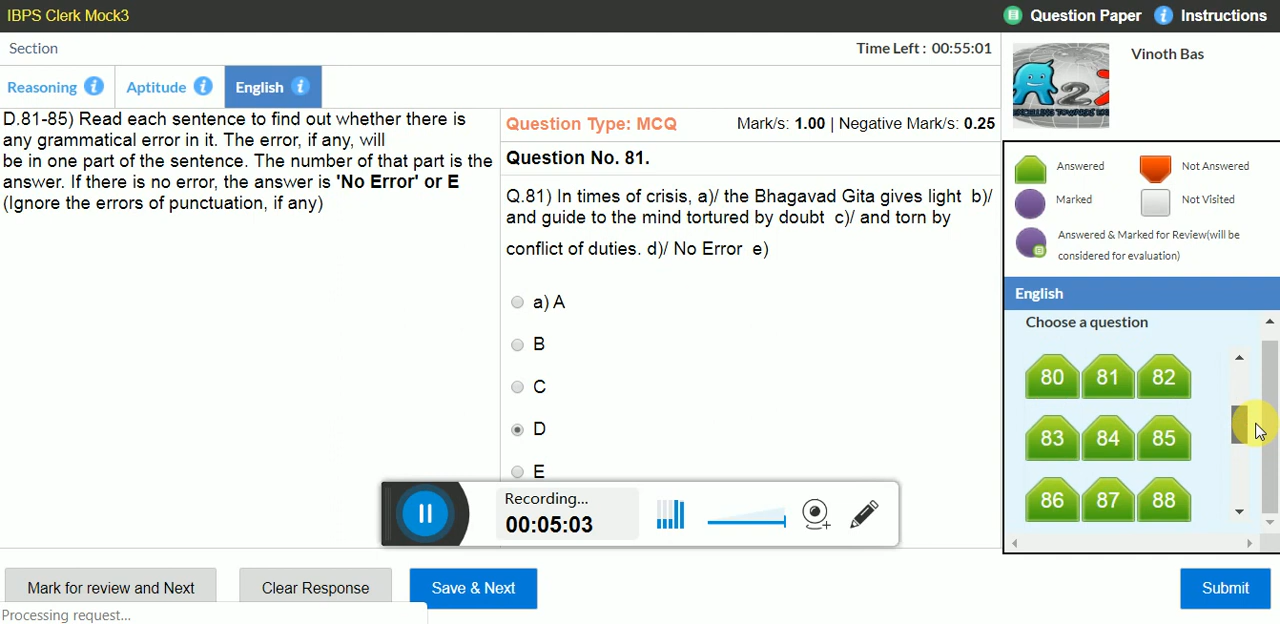 IBPS Clerk Mock3
Question Paper
Instructions
Section
Time Left : 00:55:01
Vinoth Bas
Reasoning i
Aptitude i
English i
D.81-85) Read each sentence to find out whether there is
any grammatical error in it. The error, if any, will
be in one part of the sentence. The number of that part is the
answer. If there is no error, the answer is 'No Error' or E
(Ignore the errors of punctuation, if any)
Question Type: MCQ
Mark/s: 1.00 | Negative Mark/s: 0.25
Question No. 81.
Q.81) In times of crisis, a)/ the Bhagavad Gita gives light b)/
and guide to the mind tortured by doubt c)/ and torn by
conflict of duties. d)/ No Error e)
a) A
B
C
D
E
Answered
Not Answered
Marked
Not Visited
Answered & Marked for Review(will be
considered for evaluation)
English
Choose a question
80 81 82
83 84 85
86 87 88
Recording...
00:05:03
Mark for review and Next
Clear Response
Save & Next
Submit
Processing request...